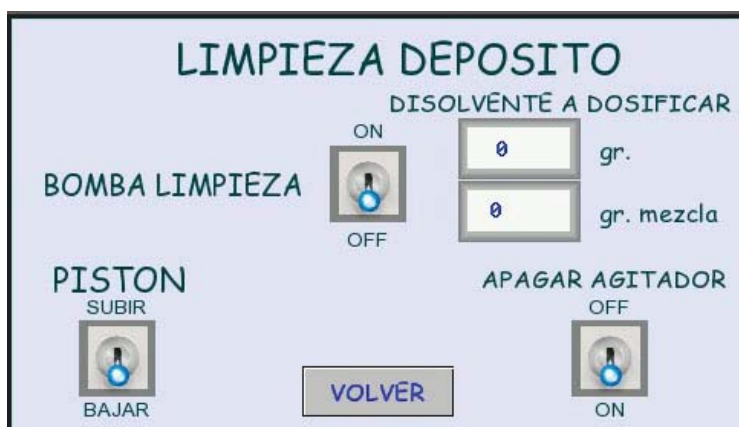 LIMPIEZA DEPOSITO
DISOLVENTE A DOSIFICAR
ON
0 gr.
BOMBA LIMPIEZA
0 gr. mezcla
OFF
PISTON
APAGAR AGITADOR
SUBIR
OFF
VOLVER
BAJAR
ON